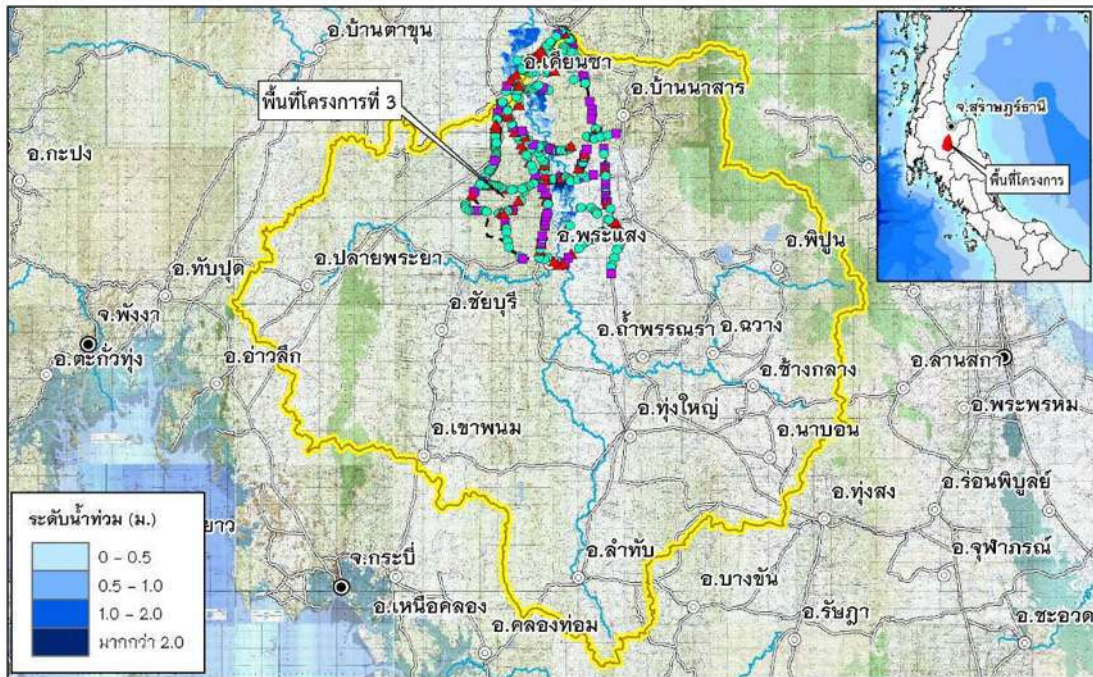 อ.บ้านตาขุน
อ.เคียนซา
พื้นที่โครงการที่ 3
อ.บ้านนาสาร
จ.สุราษฎร์ธานี
พื้นที่โครงการ
อ.กะปง
อ.พระแสง
อ.พิปูน
อ.ทับปุด
อ.ปลายพระยา
อ.ชัยบุรี
จ.พังงา
อ.ถ้ำพรรณรา
อ.ฉวาง
อ.ตะกั่วทุ่ง
อ.อ่าวลึก
อ.ช้างกลาง
อ.ลานสกา
อ.ทุ่งใหญ่
อ.พระพรหม
อ.เขาพนม
อ.นาบอน
อ.ร่อนพิบูลย์
อ.ทุ่งสง
ระดับน้ำท่วม (ม.)
0 - 0.5
0.5 - 1.0
1.0 - 2.0
มากกว่า 2.0
ยาว
จ.กระบี่
อ.ลำทับ
อ.จุฬาภรณ์
อ.บางขัน
อ.เหนือคลอง
อ.คลองท่อม
อ.รัษฎา
อ.ชะอวด